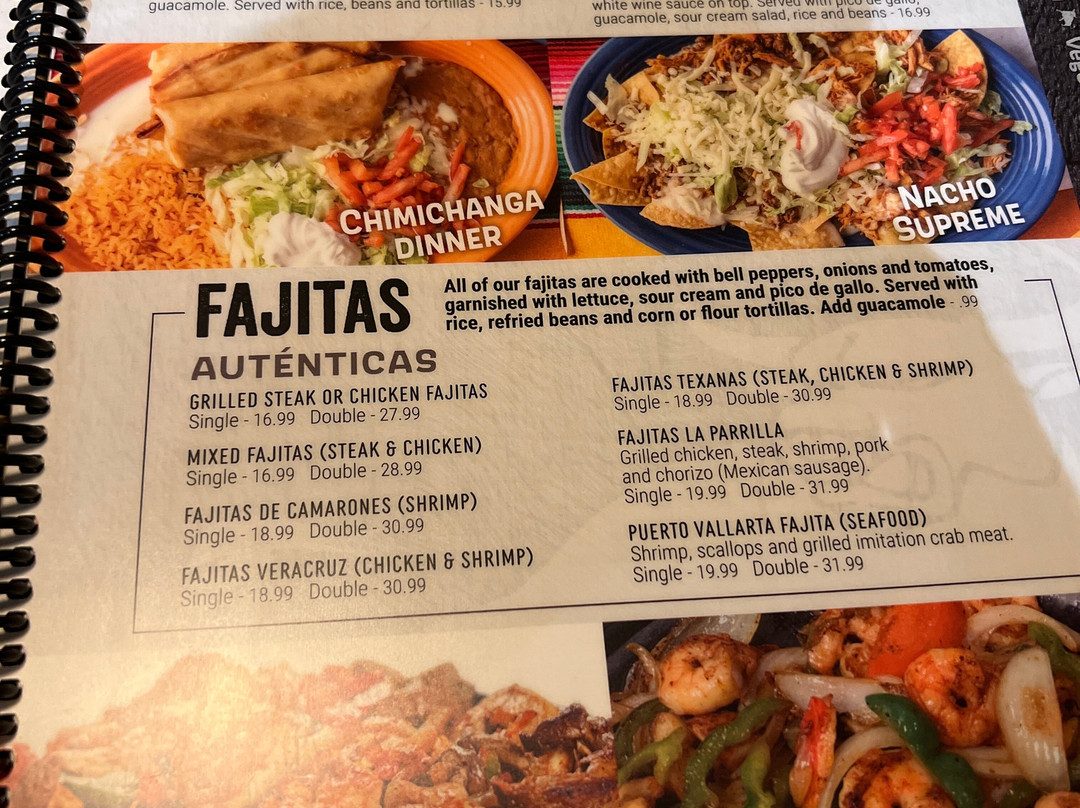 guacamole. Served with rice, beans and tortillas - 15.99
white wine sauce on top. Served with pico de gallo,
guacamole, sour cream salad, rice and beans - 16.99
CHIMICHANGA
DINNER
NACHO
SUPREME
FAJITAS
AUTÉNTICAS
All of our fajitas are cooked with bell peppers, onions and tomatoes,
garnished with lettuce, sour cream and pico de gallo. Served with
rice, refried beans and corn or flour tortillas. Add guacamole - .99
GRILLED STEAK OR CHICKEN FAJITAS
Single - 16.99 Double - 27.99
MIXED FAJITAS (STEAK & CHICKEN)
Single - 16.99 Double - 28.99
FAJITAS DE CAMARONES (SHRIMP)
Single - 18.99 Double - 30.99
FAJITAS VERACRUZ (CHICKEN & SHRIMP)
Single - 18.99 Double - 30.99
FAJITAS TEXANAS (STEAK, CHICKEN & SHRIMP)
Single - 18.99 Double - 30.99
FAJITAS LA PARRILLA
Grilled chicken, steak, shrimp, pork
and chorizo (Mexican sausage).
Single - 19.99 Double - 31.99
PUERTO VALLARTA FAJITA (SEAFOOD)
Shrimp, scallops and grilled imitation crab meat.
Single - 19.99 Double - 31.99